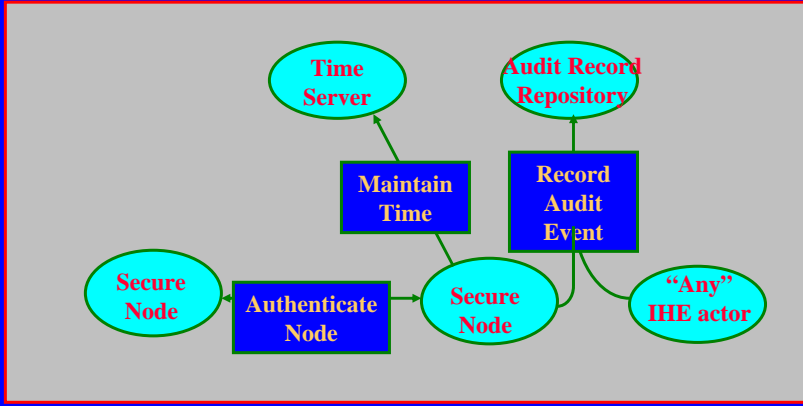 Time
Server
Audit Record
Repository
Maintain
Time
Record
Audit
Event
Secure
Node
Authenticate
Node
Secure
Node
“Any”
IHE actor